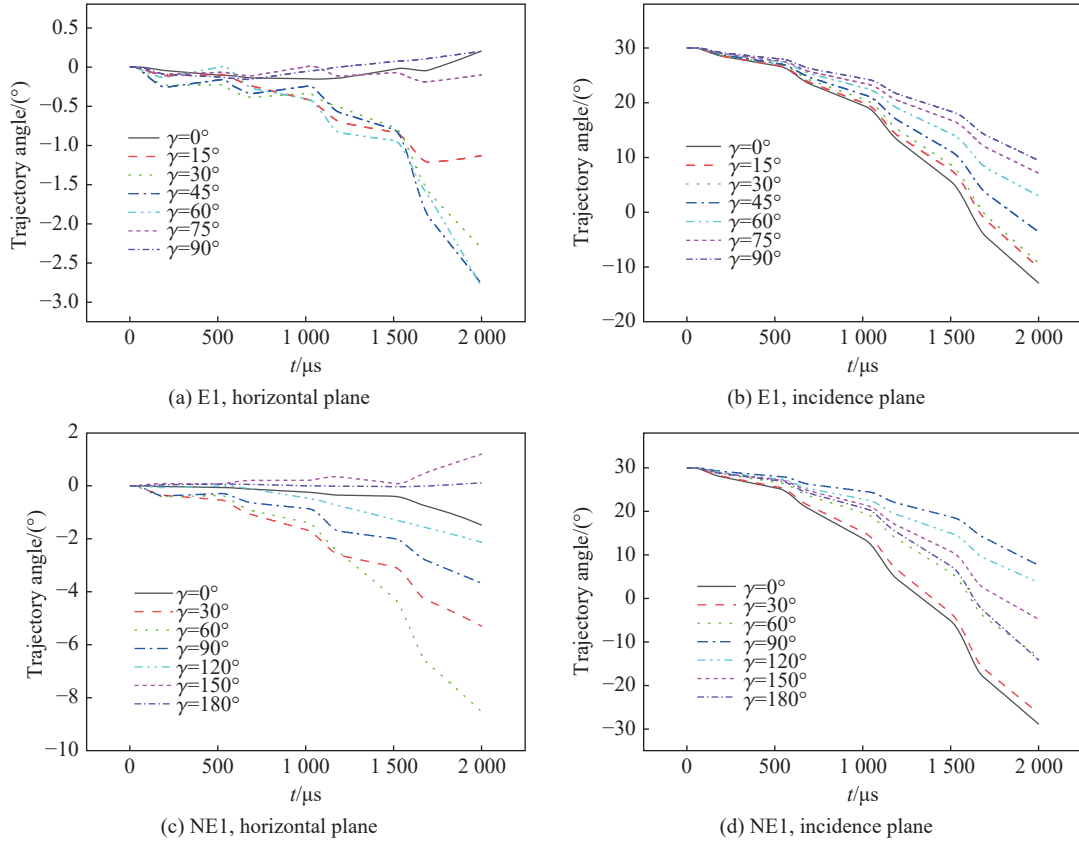 0.5
0
−0.5
−1.0
−1.5
−2.0
−2.5
−3.0
Trajectory angle/(°)
γ=0°
γ=15°
γ=30°
γ=45°
γ=60°
γ=75°
γ=90°
0 500 1 000 1 500 2 000
t/μs
(a) E1, horizontal plane
30
20
10
0
−10
−20
Trajectory angle/(°)
γ=0°
γ=15°
γ=30°
γ=45°
γ=60°
γ=75°
γ=90°
0 500 1 000 1 500 2 000
t/μs
(b) E1, incidence plane
2
0
−2
−4
−6
−8
−10
Trajectory angle/(°)
γ=0°
γ=30°
γ=60°
γ=90°
γ=120°
γ=150°
γ=180°
0 500 1 000 1 500 2 000
t/μs
(c) NE1, horizontal plane
30
20
10
0
−10
−20
−30
Trajectory angle/(°)
γ=0°
γ=30°
γ=60°
γ=90°
γ=120°
γ=150°
γ=180°
0 500 1 000 1 500 2 000
t/μs
(d) NE1, incidence plane